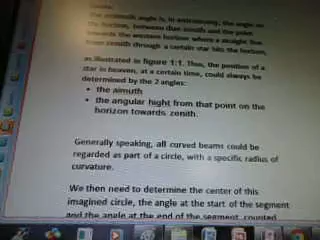 The azimuth angle is, in astronomy, the angle on
the horizon, between dian zenith and the point
towards the western horizon where a straight line
from zenith through a certain star hits the horizon,
as illustrated in figure 1:1. Thus, the position of a
star in heaven, at a certain time, could always be
determined by the 2 angles:
• the aimuth
• the angular hight from that point on the
horizon towards zenith.
Generally speaking, all curved beams could be
regarded as part of a circle, with a specific radius of
curvature.
We then need to determine the center of this
imagined circle, the angle at the start of the segment
and the angle at the end of the segment, counted